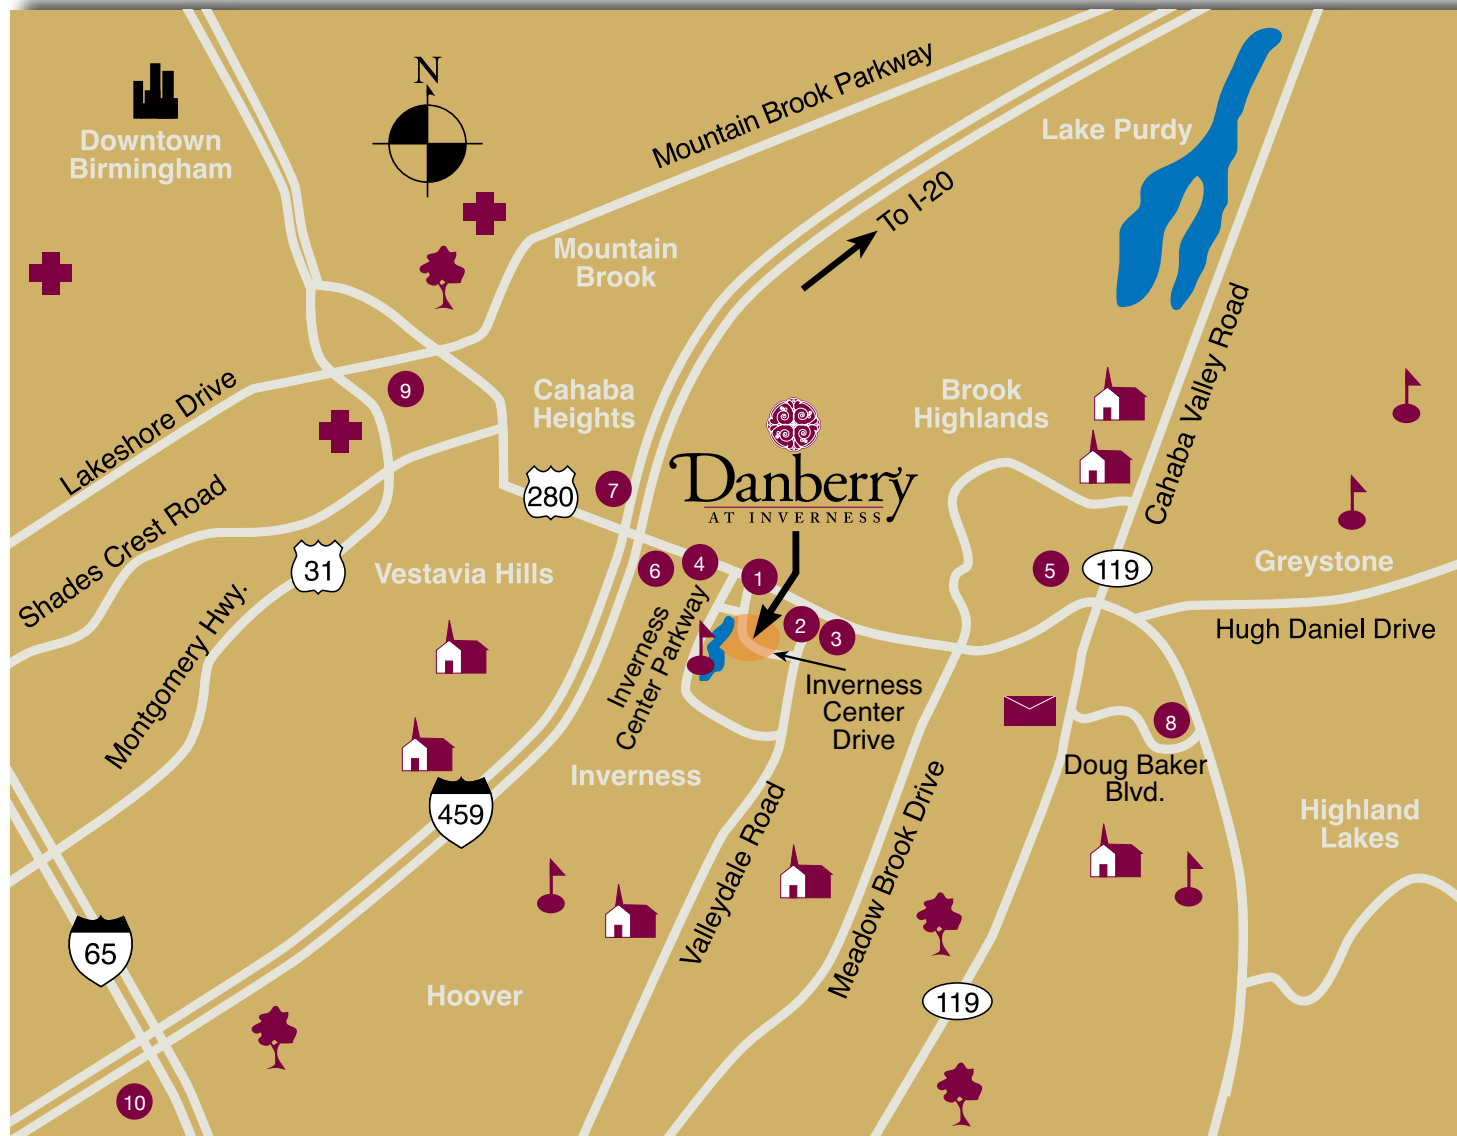 N
Downtown
Birmingham
Mountain Brook Parkway
Lake Purdy
To I-20
Mountain
Brook
Cahaba Valley Road
Lakeshore Drive
9
Cahaba
Heights
Brook
Highlands
Danberry
AT INVERNESS
280
7
Shades Crest Road
31
Vestavia Hills
6
4
1
5
119
Greystone
2
3
Hugh Daniel Drive
Montgomery Hwy.
Inverness
Center Parkway
Inverness
Center
Drive
8
Doug Baker
Blvd.
Inverness
459
Highland
Lakes
Valleydale Road
Meadow Brook Drive
65
Hoover
119
10